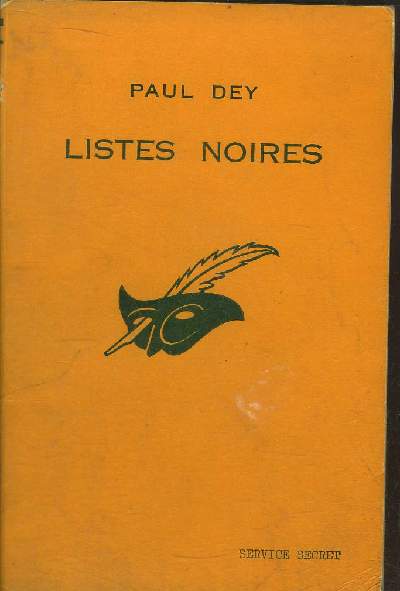 PAUL DEY
LISTES NOIRES
SERVICE SECRET